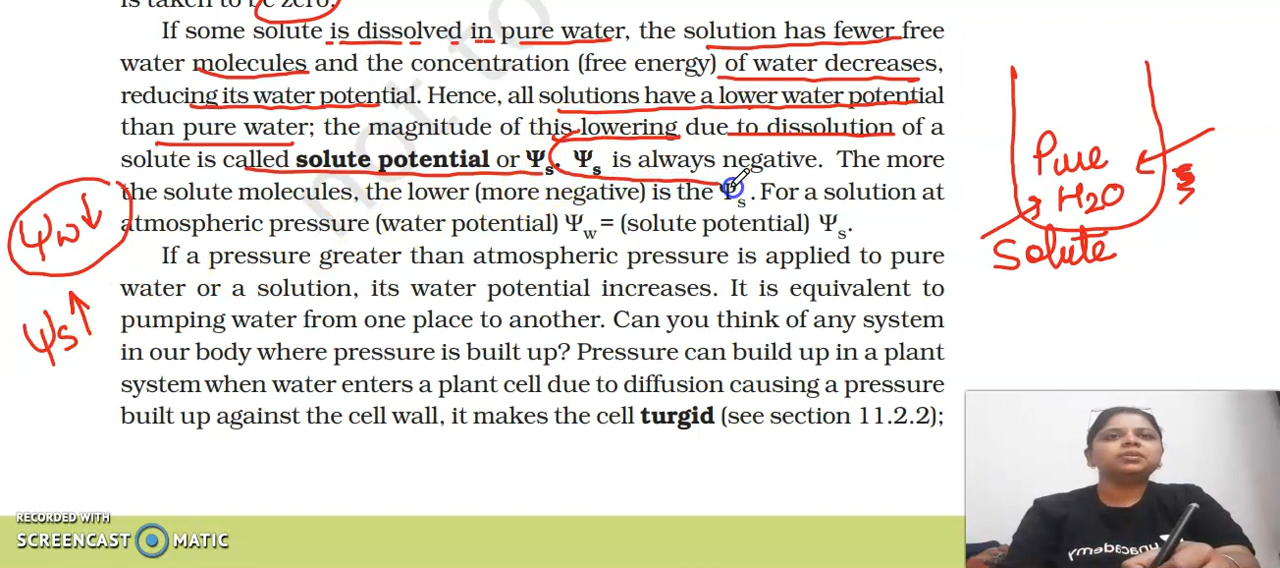 is taken to be zero.
If some solute is dissolved in pure water, the solution has fewer free
water molecules and the concentration (free energy) of water decreases,
reducing its water potential. Hence, all solutions have a lower water potential
than pure water; the magnitude of this lowering due to dissolution of a
solute is called solute potential or Ψs. Ψs is always negative. The more
the solute molecules, the lower (more negative) is the Ψs. For a solution at
atmospheric pressure (water potential) Ψw = (solute potential) Ψs.
If a pressure greater than atmospheric pressure is applied to pure
water or a solution, its water potential increases. It is equivalent to
pumping water from one place to another. Can you think of any system
in our body where pressure is built up? Pressure can build up in a plant
system when water enters a plant cell due to diffusion causing a pressure
built up against the cell wall, it makes the cell turgid (see section 11.2.2);
Ψw↓
Ψs↑
Pure
H2O
Solute
not to
RECORDED WITH
SCREENCAST MATIC
unacademy